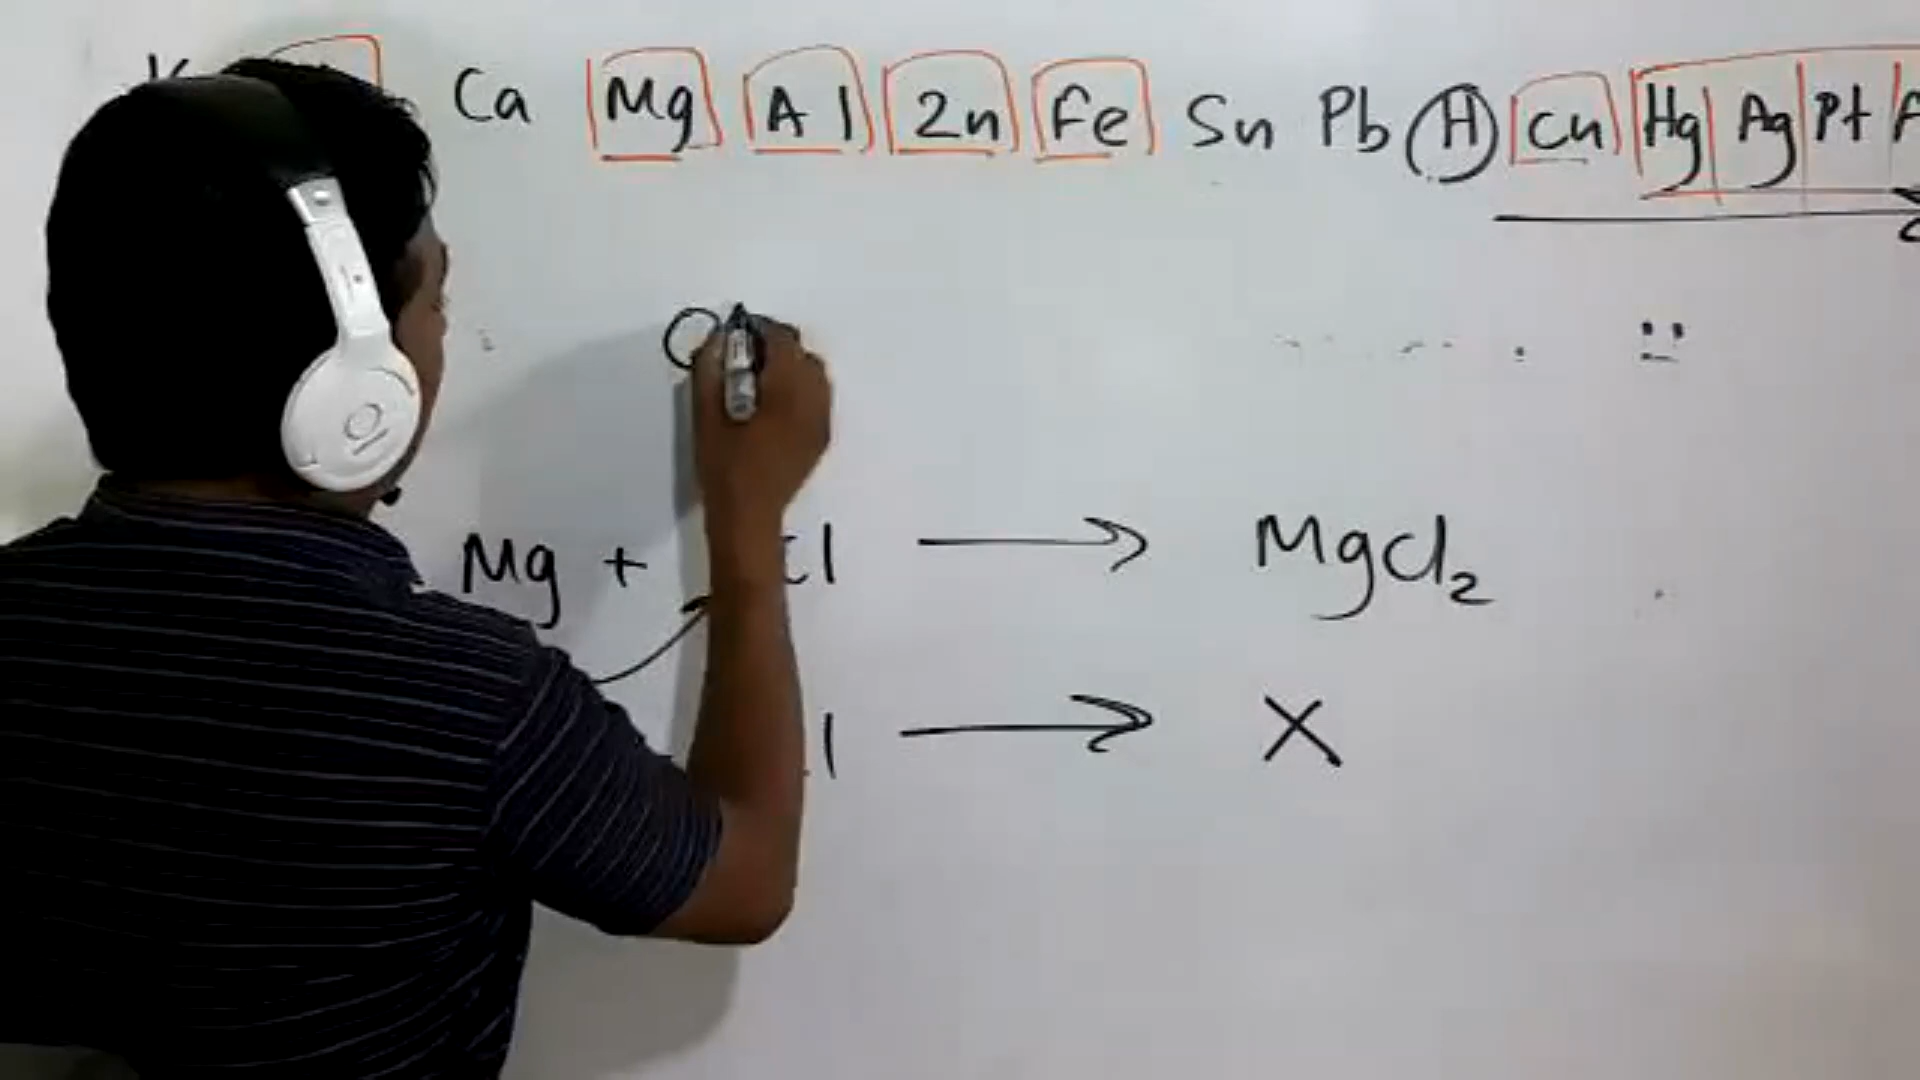 Ca Mg Al Zn Fe Sn Pb H Cu Hg Ag Pt
Mg + Cl → MgCl₂
→ X